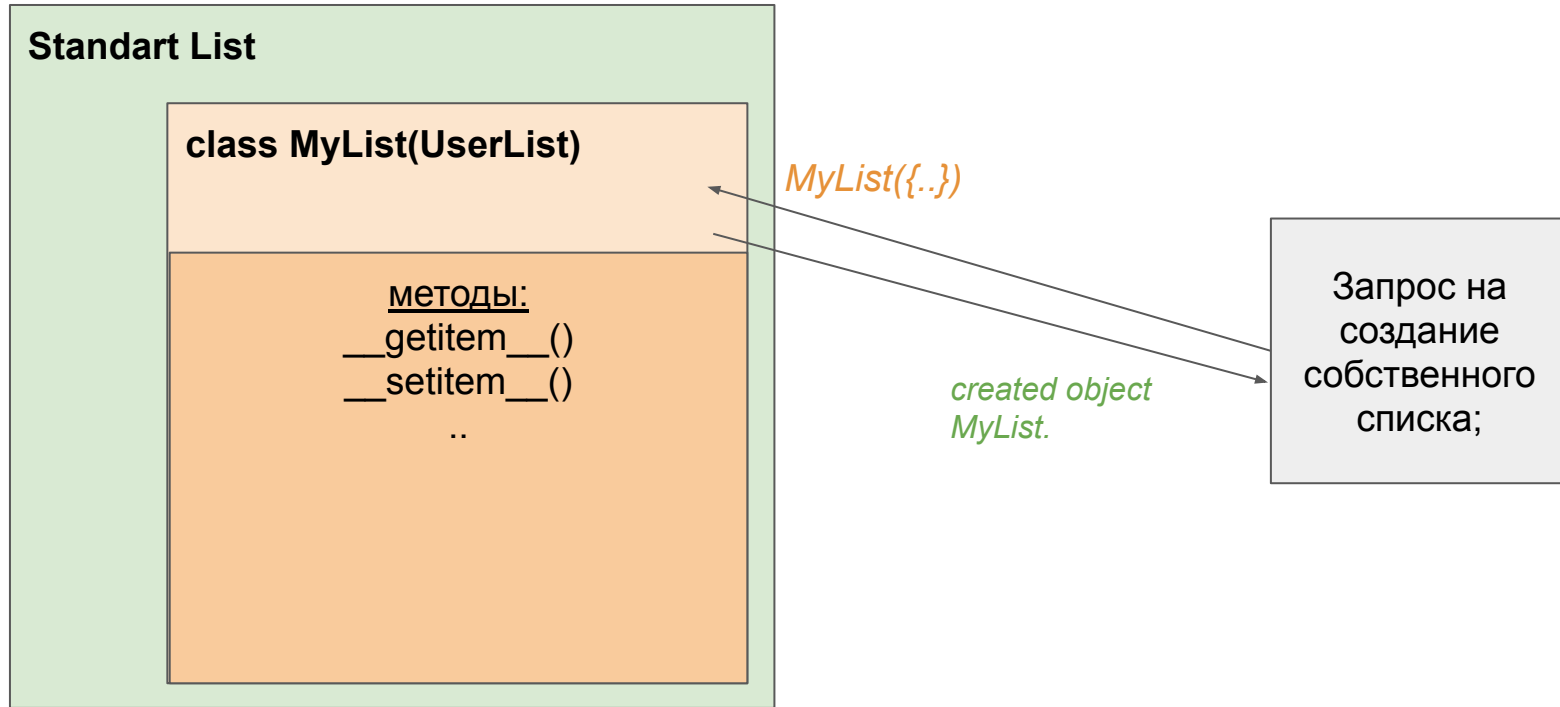 Standart List
class MyList(UserList)
MyList({..})
методы:
__getitem__()
__setitem__()
..
created object
MyList.
Запрос на
создание
собственного
списка;